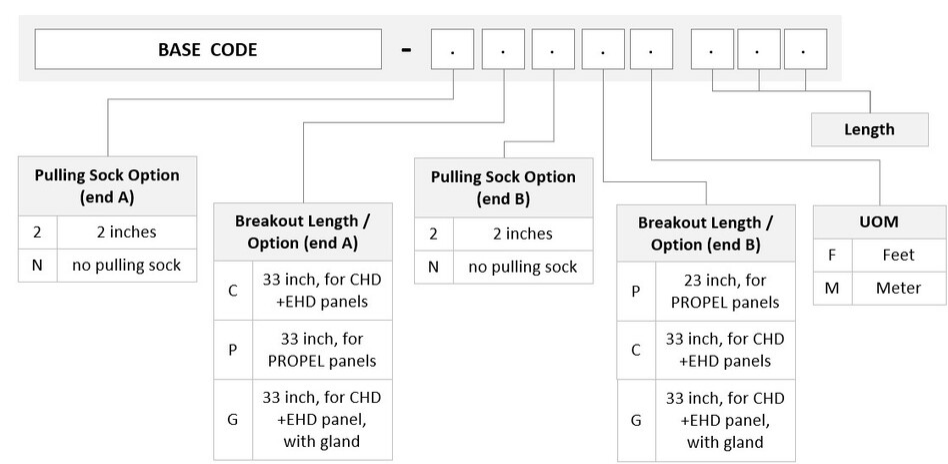 BASE CODE - . . . . . . . .
Length
Pulling Sock Option
(end A)
2 2 inches
N no pulling sock
Breakout Length /
Option (end A)
C 33 inch, for CHD
+EHD panels
P 33 inch, for
PROPEL panels
G 33 inch, for CHD
+EHD panel,
with gland
Pulling Sock Option
(end B)
2 2 inches
N no pulling sock
Breakout Length /
Option (end B)
P 23 inch, for
PROPEL panels
C 33 inch, for CHD
+EHD panels
G 33 inch, for CHD
+EHD panel,
with gland
UOM
F Feet
M Meter